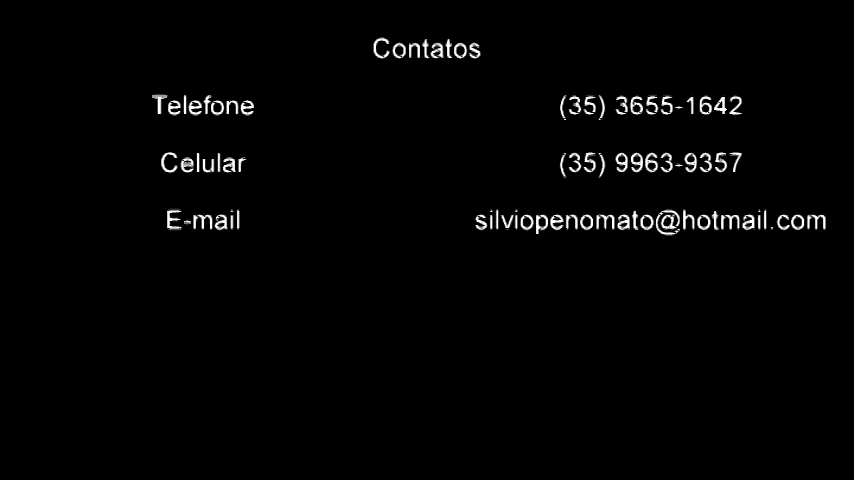 Contatos
Telefone (35) 3655-1642
Celular (35) 9963-9357
E-mail silviopenomato@hotmail.com